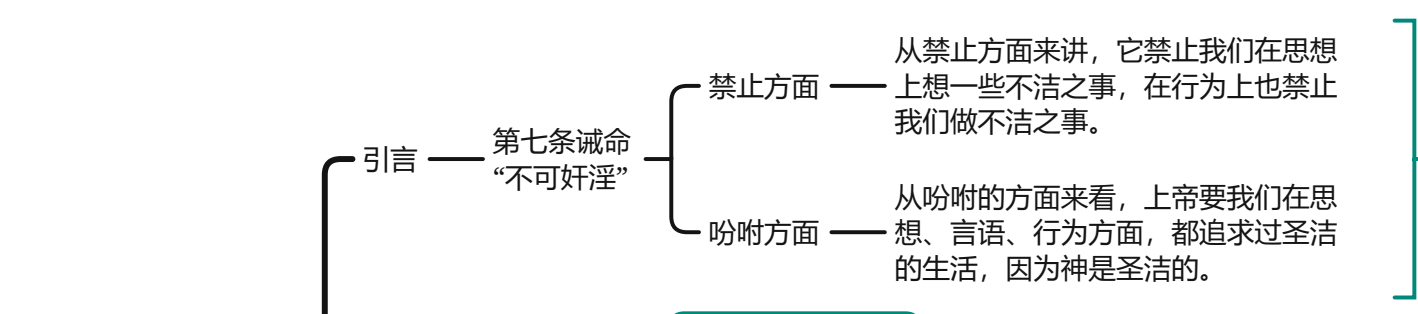 引言
第七条诫命
“不可奸淫”
禁止方面
从禁止方面来讲，它禁止我们在思想
上想一些不洁之事，在行为上也禁止
我们做不洁之事。
吩咐方面
从吩咐的方面来看，上帝要我们在思
想、言语、行为方面，都追求过圣洁
的生活，因为神是圣洁的。